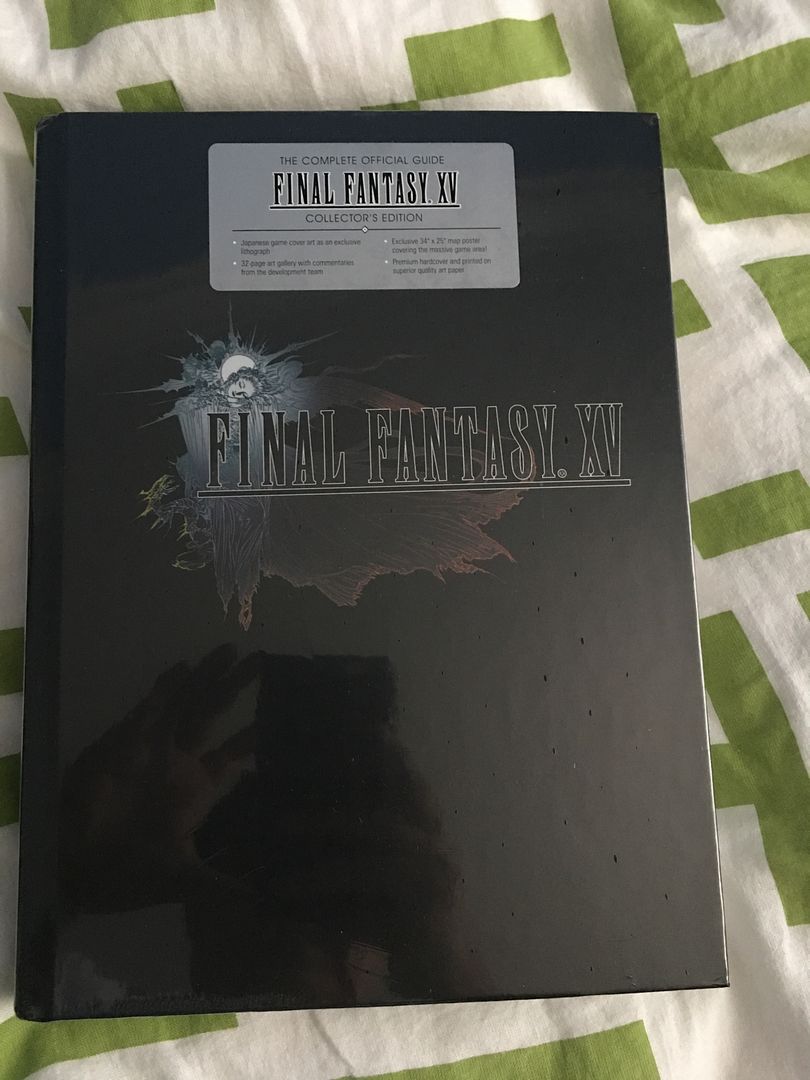 THE COMPLETE OFFICIAL GUIDE
FINAL FANTASY. XV
COLLECTOR'S EDITION
• Japanese game cover art as an exclusive
lithograph
• 32-page art gallery with commentaries
from the development team
• Exclusive 34" x 25" map poster
covering the massive game area!
• Premium hardcover and printed on
superior quality art paper
FINAL FANTASY®. XV